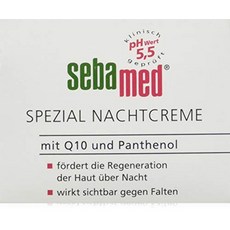 klinisch
pH Wert
5,5
geprüft
sebamed®
SPEZIAL NACHTCREME
mit Q10 und Panthenol
fördert die Regeneration
der Haut über Nacht
wirkt sichtbar gegen Falten